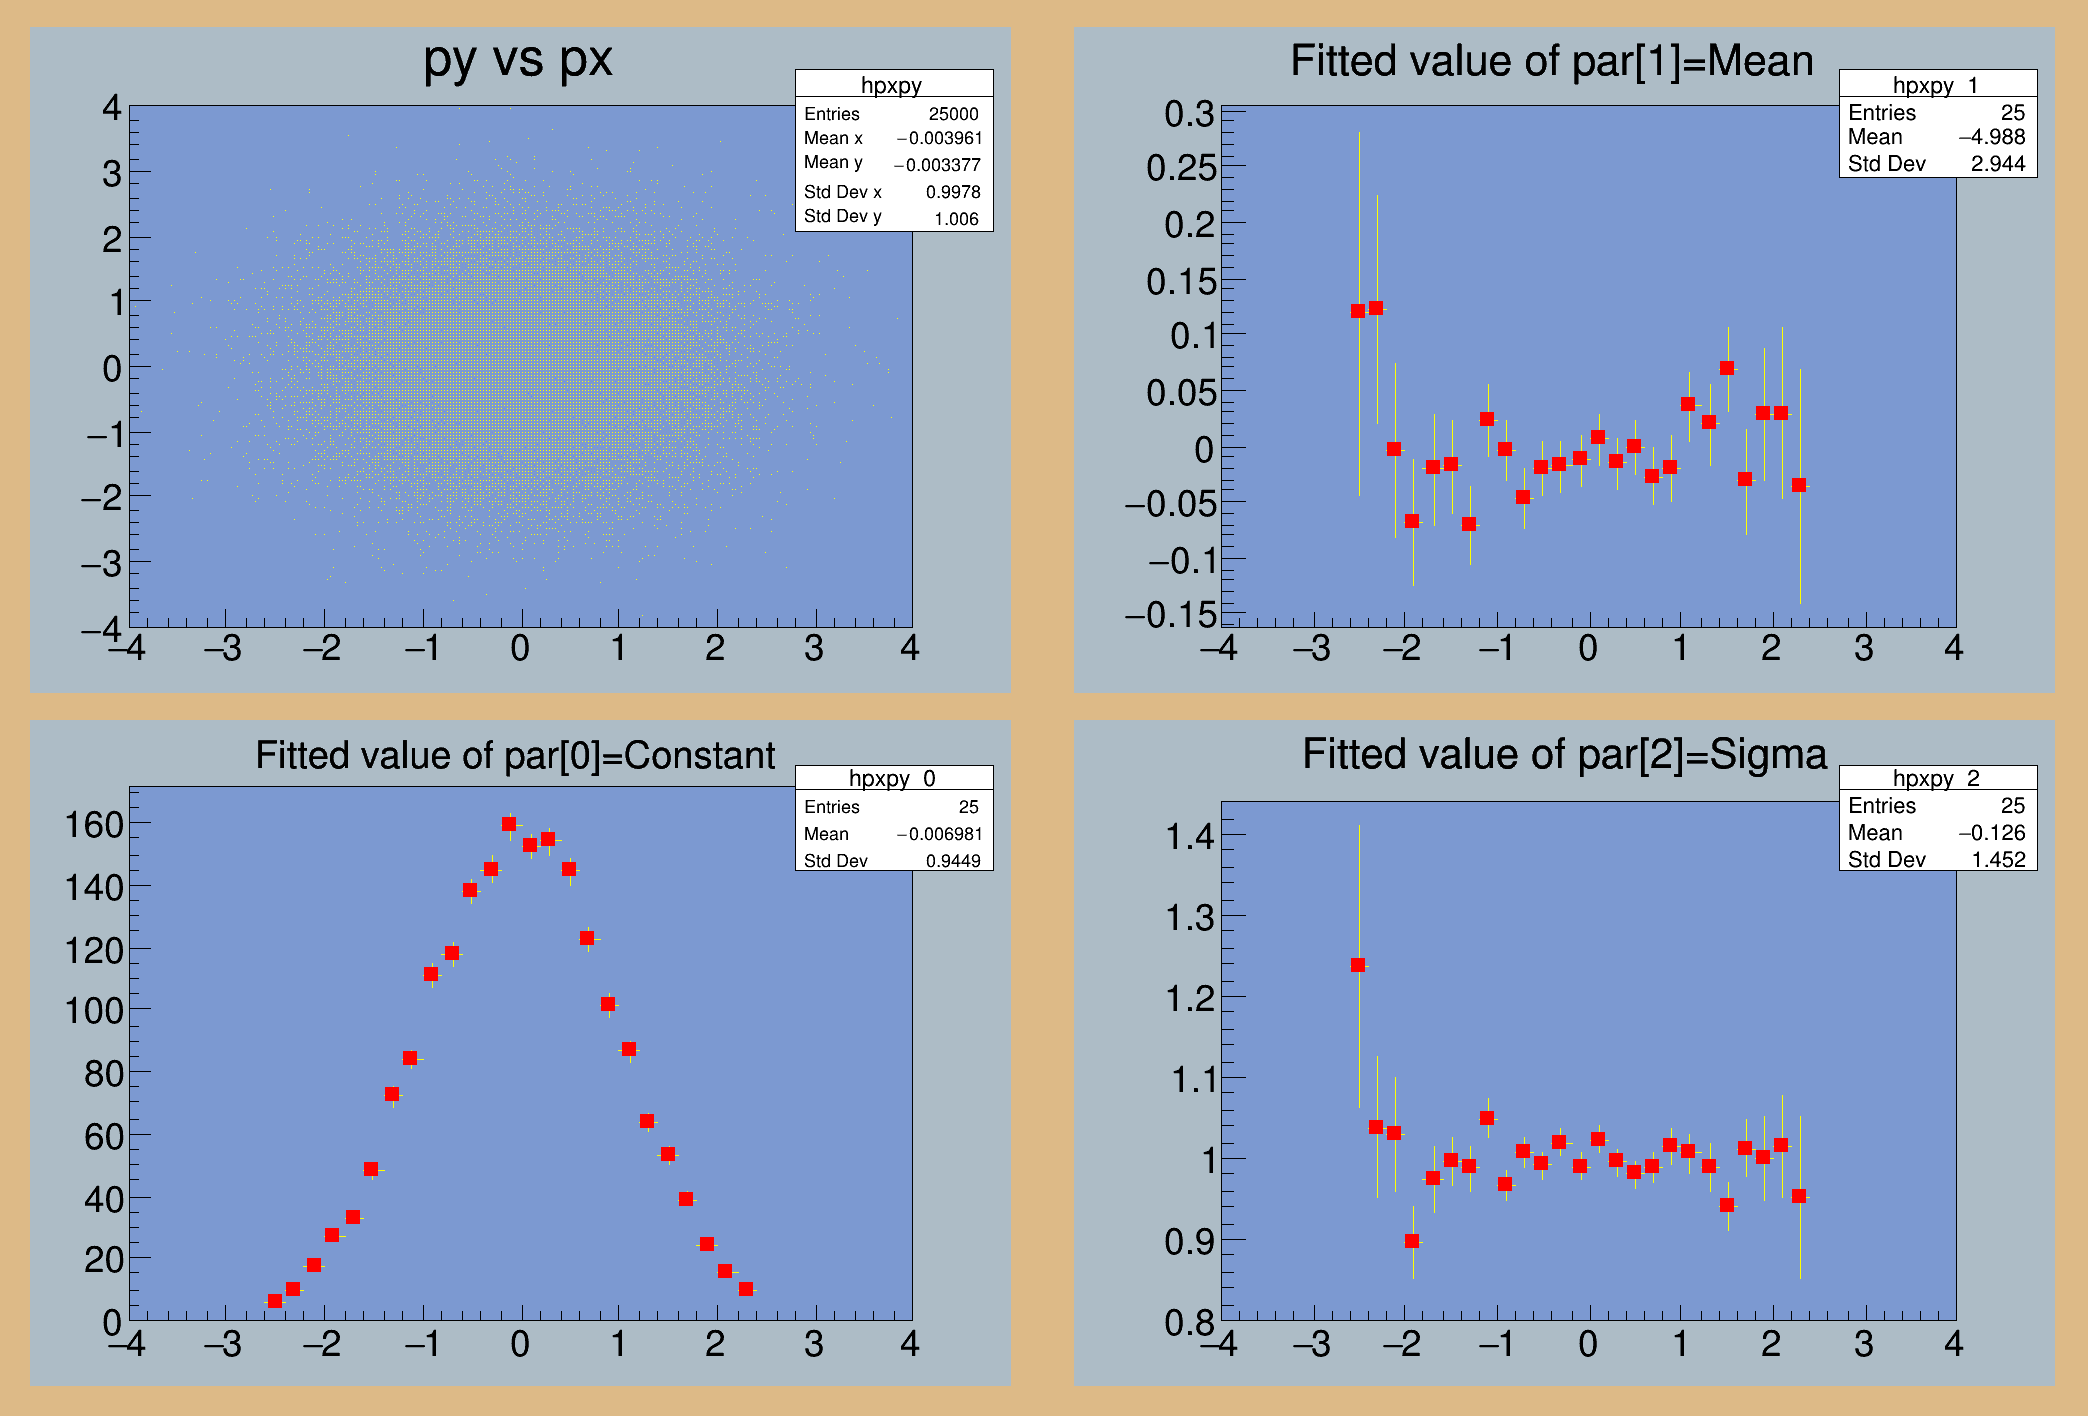 py vs px
hpxpy
Entries 25000
Mean x −0.003961
Mean y −0.003377
Std Dev x 0.9978
Std Dev y 1.006
4
3
2
1
0
−1
−2
−3
−4
−4 −3 −2 −1 0 1 2 3 4
Fitted value of par[1]=Mean
hpxpy_1
Entries 25
Mean −4.988
Std Dev 2.944
0.3
0.25
0.2
0.15
0.1
0.05
0
−0.05
−0.1
−0.15
−4 −3 −2 −1 0 1 2 3 4
Fitted value of par[0]=Constant
hpxpy_0
Entries 25
Mean −0.006981
Std Dev 0.9449
160
140
120
100
80
60
40
20
0
−4 −3 −2 −1 0 1 2 3 4
Fitted value of par[2]=Sigma
hpxpy_2
Entries 25
Mean −0.126
Std Dev 1.452
1.4
1.3
1.2
1.1
1
0.9
0.8
−4 −3 −2 −1 0 1 2 3 4